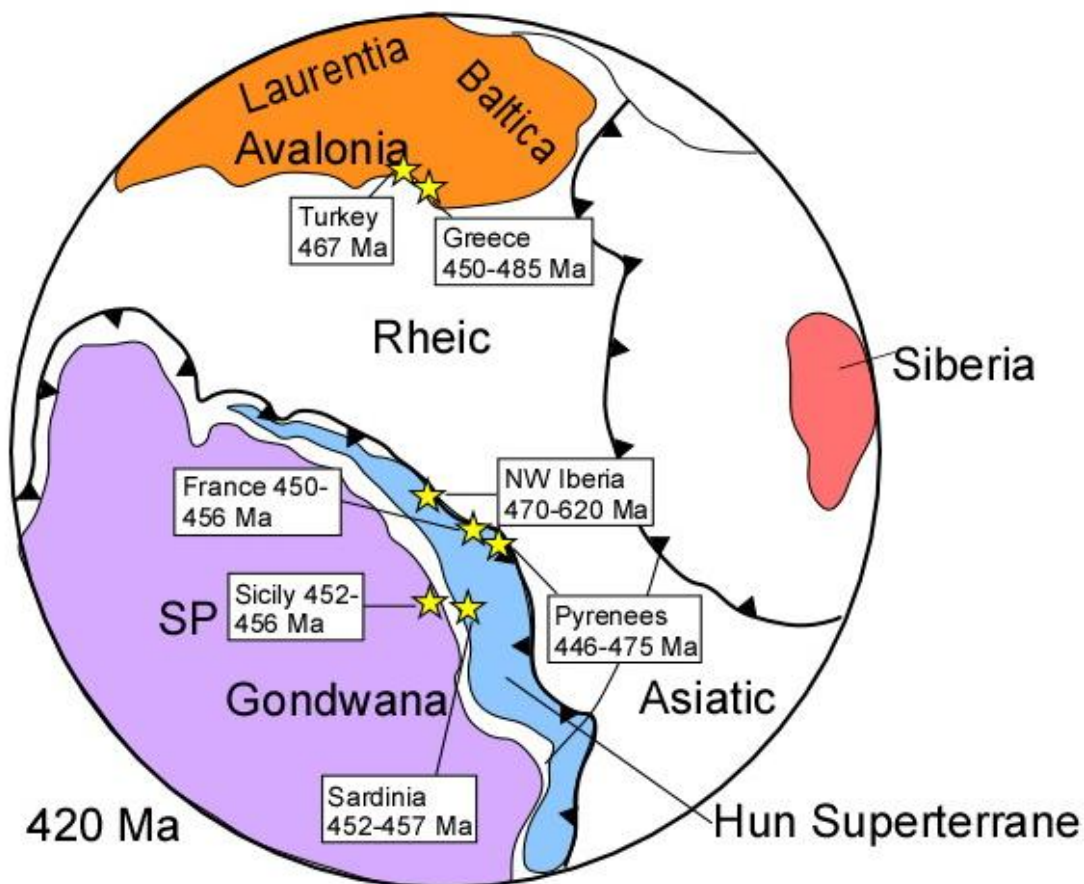 Laurentia
Baltica
Avalonia
Turkey
467 Ma
Greece
450-485 Ma
Rheic
Siberia
France 450-
456 Ma
NW Iberia
470-620 Ma
SP
Sicily 452-
456 Ma
Pyrenees
446-475 Ma
Gondwana
Asiatic
Sardinia
452-457 Ma
420 Ma
Hun Superterrane